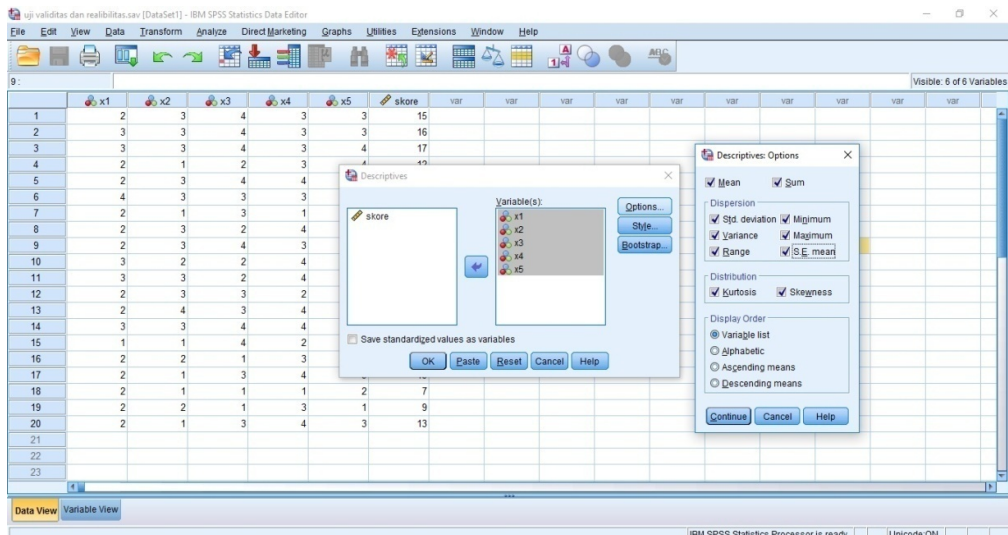 uji validitas dan realibilitas.sav [DataSet1] - IBM SPSS Statistics Data Editor
File Edit View Data Transform Analyze Direct Marketing Graphs Utilities Extensions Window Help
9 :
Visible: 6 of 6 Variables
x1 x2 x3 x4 x5 skore var var var var var var var var var var
1 2 3 4 3 3 15
2 3 3 4 3 3 16
3 3 3 4 3 4 17
4 2 1 2 3
5 2 3 4 4
6 4 3 3 3
7 2 1 3 1
8 2 3 2 4
9 2 3 4 3
10 3 2 2 4
11 3 3 2 4
12 2 3 3 2
13 2 4 3 4
14 3 3 4 4
15 1 1 4 2
16 2 2 1 3
17 2 1 3 4
18 2 1 1 1 2 7
19 2 2 1 3 1 9
20 2 1 3 4 3 13
21
22
23
Descriptives
skore
Variable(s):
x1
x2
x3
x4
x5
Options...
Style...
Bootstrap...
Save standardized values as variables
OK Paste Reset Cancel Help
Descriptives: Options
Mean Sum
Dispersion
Std. deviation Minimum
Variance Maximum
Range S.E. mean
Distribution
Kurtosis Skewness
Display Order
Variable list
Alphabetic
Ascending means
Descending means
Continue Cancel Help
Data View Variable View
IBM SPSS Statistics Processor is ready Unicode:ON